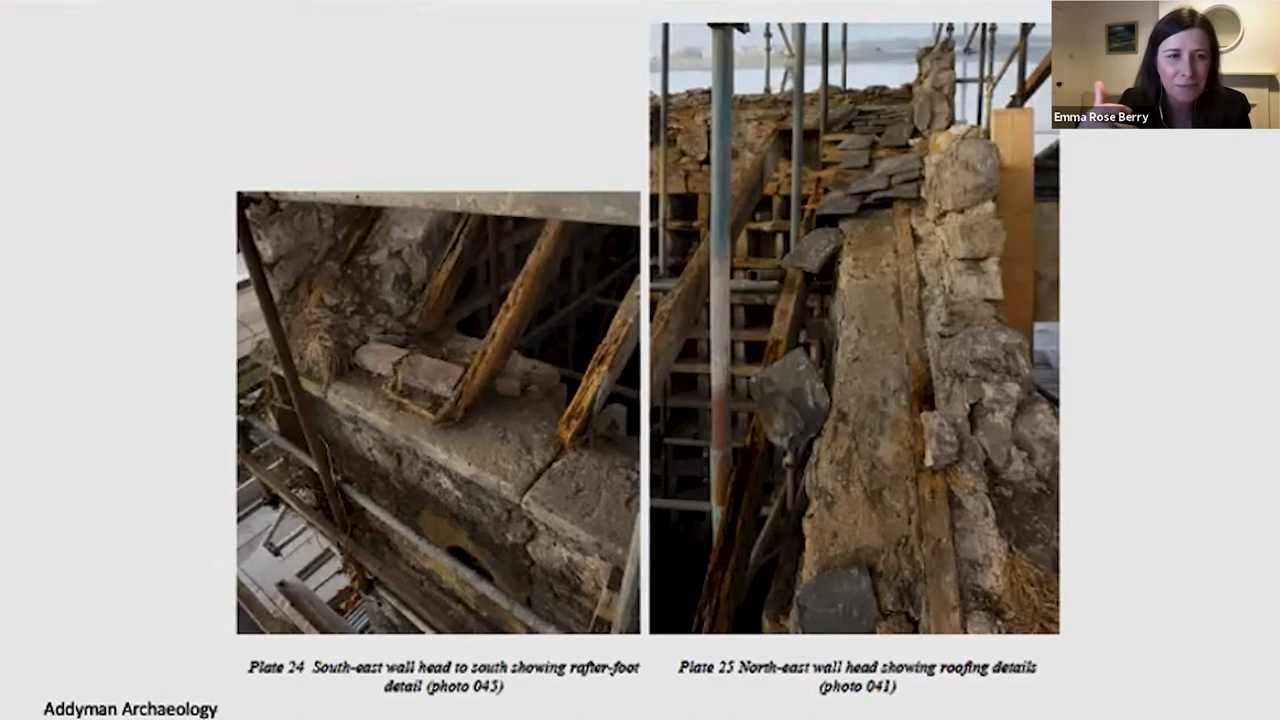 Emma Rose Berry
Plate 24 South-east wall head to south showing rafter-foot
detail (photo 043)
Plate 25 North-east wall head showing roofing details
(photo 041)
Addyman Archaeology